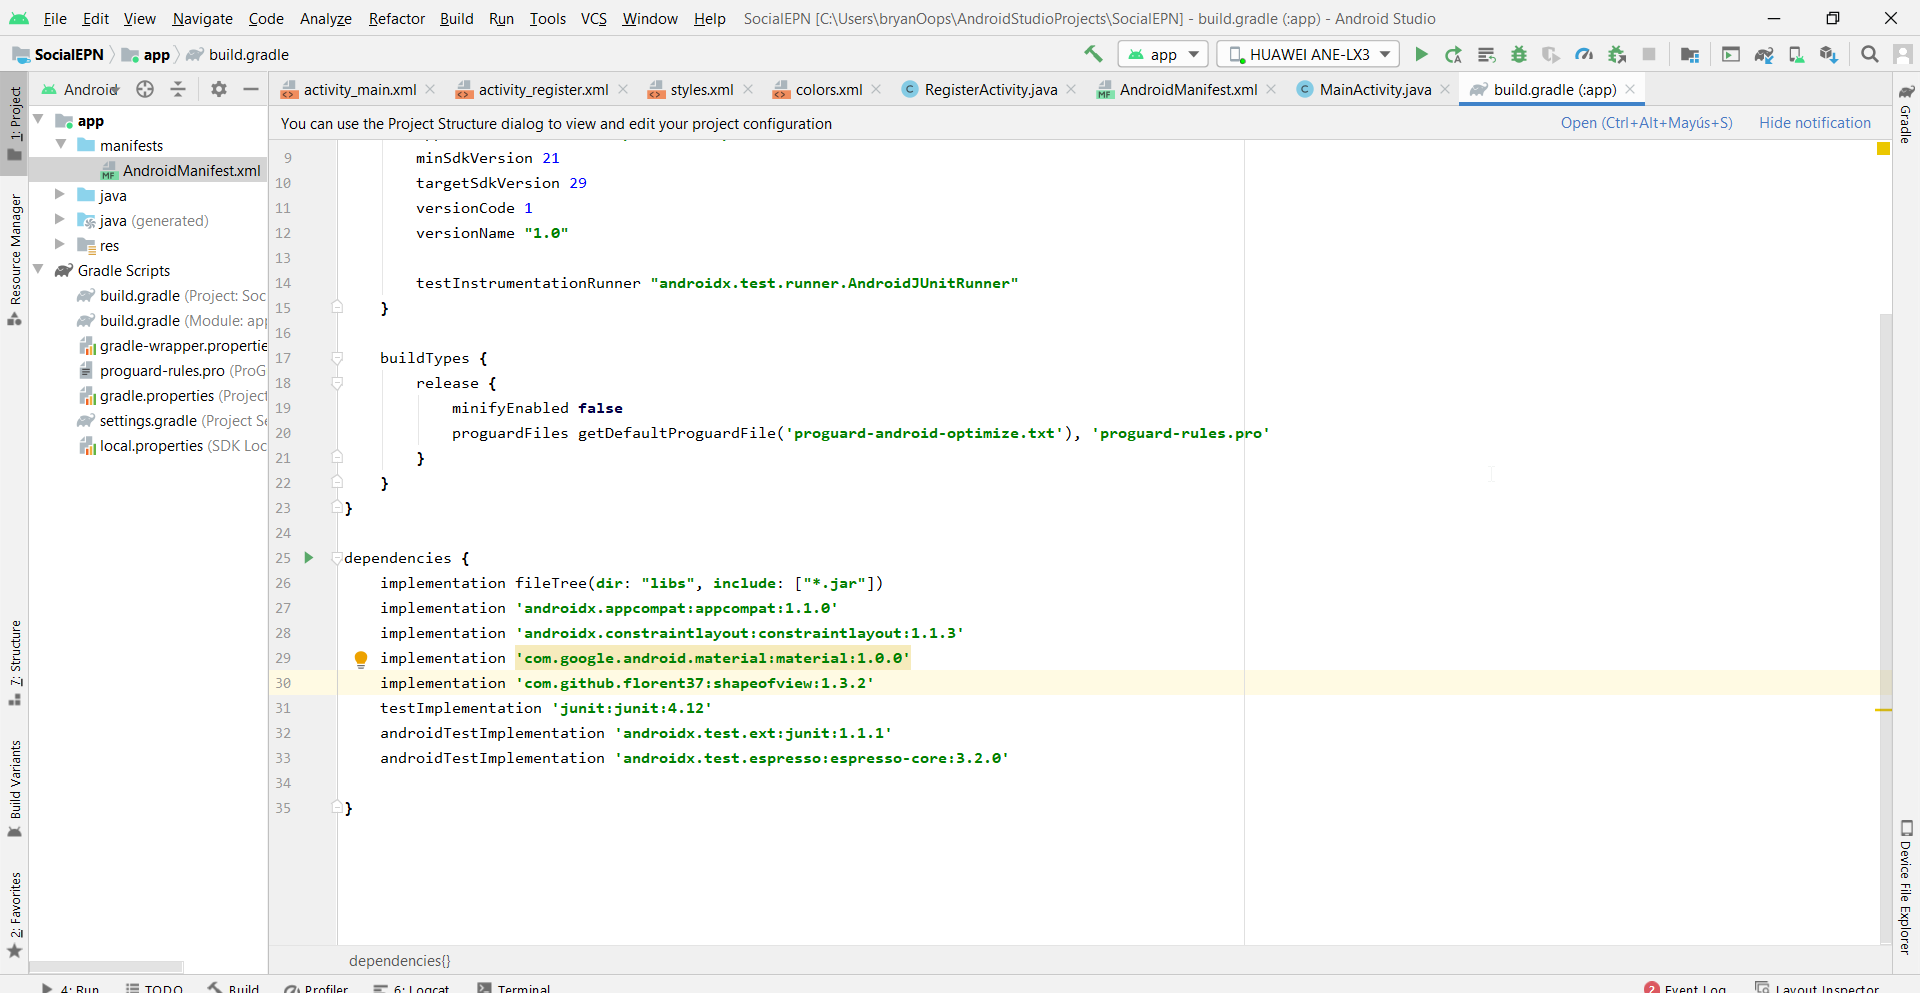 File Edit View Navigate Code Analyze Refactor Build Run Tools VCS Window Help SocialEPN [C:\Users\bryanOops\AndroidStudioProjects\SocialEPN] - build.gradle (:app) - Android Studio
SocialEPN app build.gradle app HUAWEI ANE-LX3
Android activity_main.xml activity_register.xml styles.xml colors.xml RegisterActivity.java AndroidManifest.xml MainActivity.java build.gradle (:app)
You can use the Project Structure dialog to view and edit your project configuration Open (Ctrl+Alt+Mayús+S) Hide notification
1: Project
Resource Manager
7: Structure
Build Variants
2: Favorites
app
manifests
AndroidManifest.xml
java
java (generated)
res
Gradle Scripts
build.gradle (Project: Soc
build.gradle (Module: app
gradle-wrapper.propertie
proguard-rules.pro (ProG
gradle.properties (Project
settings.gradle (Project Se
local.properties (SDK Loc
9 minSdkVersion 21
10 targetSdkVersion 29
11 versionCode 1
12 versionName "1.0"
13
14 testInstrumentationRunner "androidx.test.runner.AndroidJUnitRunner"
15 }
16
17 buildTypes {
18 release {
19 minifyEnabled false
20 proguardFiles getDefaultProguardFile('proguard-android-optimize.txt'), 'proguard-rules.pro'
21 }
22 }
23 }
24
25 dependencies {
26 implementation fileTree(dir: "libs", include: ["*.jar"])
27 implementation 'androidx.appcompat:appcompat:1.1.0'
28 implementation 'androidx.constraintlayout:constraintlayout:1.1.3'
29 implementation 'com.google.android.material:material:1.0.0'
30 implementation 'com.github.florent37:shapeofview:1.3.2'
31 testImplementation 'junit:junit:4.12'
32 androidTestImplementation 'androidx.test.ext:junit:1.1.1'
33 androidTestImplementation 'androidx.test.espresso:espresso-core:3.2.0'
34
35 }
dependencies{}
Gradle
Device File Explorer
4: Run TODO Build Profiler 6: Logcat Terminal 2 Event Log Layout Inspector